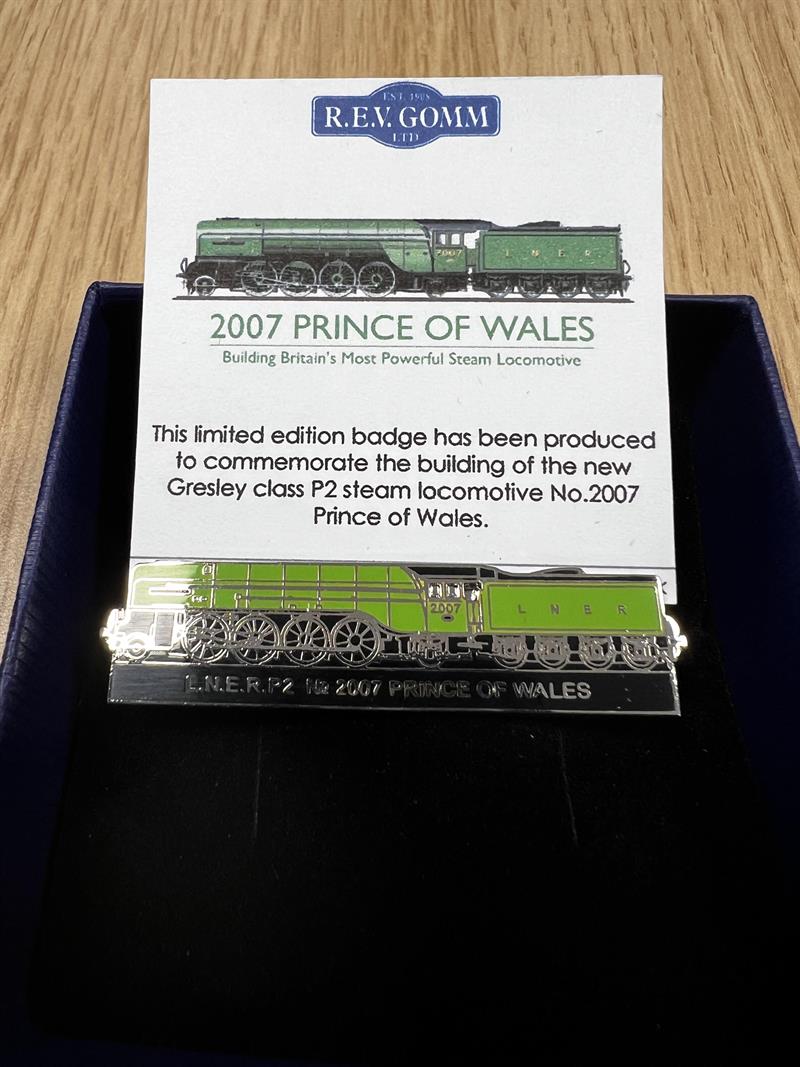 EST. 1908
R.E.V. GOMM
LTD
2007
L N E R
2007 PRINCE OF WALES
Building Britain's Most Powerful Steam Locomotive
This limited edition badge has been produced
to commemorate the building of the new
Gresley class P2 steam locomotive No.2007
Prince of Wales.
2007
L N E R
L.N.E.R.P2 № 2007 PRINCE OF WALES